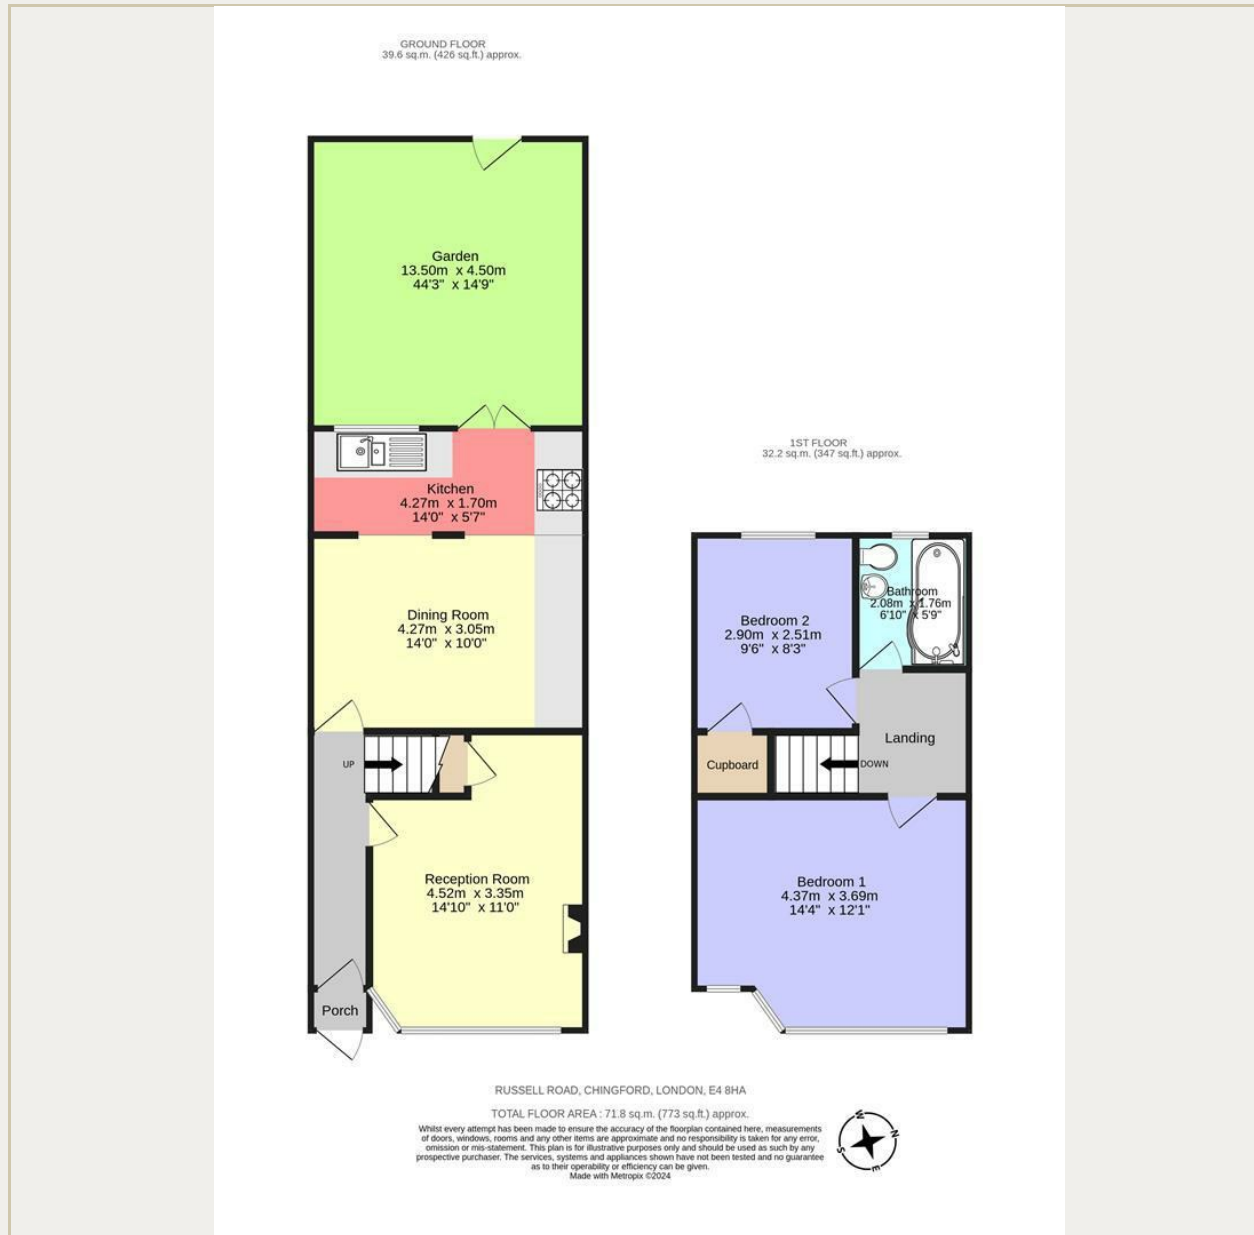 GROUND FLOOR
39.6 sq.m. (426 sq.ft.) approx.
Garden
13.50m x 4.50m
44'3" x 14'9"
Kitchen
4.27m x 1.70m
14'0" x 5'7"
Dining Room
4.27m x 3.05m
14'0" x 10'0"
UP
Reception Room
4.52m x 3.35m
14'10" x 11'0"
Porch
1ST FLOOR
32.2 sq.m. (347 sq.ft.) approx.
Bathroom
2.08m x 1.76m
6'10" x 5'9"
Bedroom 2
2.90m x 2.51m
9'6" x 8'3"
Landing
Cupboard
DOWN
Bedroom 1
4.37m x 3.69m
14'4" x 12'1"
RUSSELL ROAD, CHINGFORD, LONDON, E4 8HA
TOTAL FLOOR AREA : 71.8 sq.m. (773 sq.ft.) approx.
Whilst every attempt has been made to ensure the accuracy of the floorplan contained here, measurements
of doors, windows, rooms and any other items are approximate and no responsibility is taken for any error,
omission or mis-statement. This plan is for illustrative purposes only and should be used as such by any
prospective purchaser. The services, systems and appliances shown have not been tested and no guarantee
as to their operability or efficiency can be given.
Made with Metropix ©2024
W
N
S
E